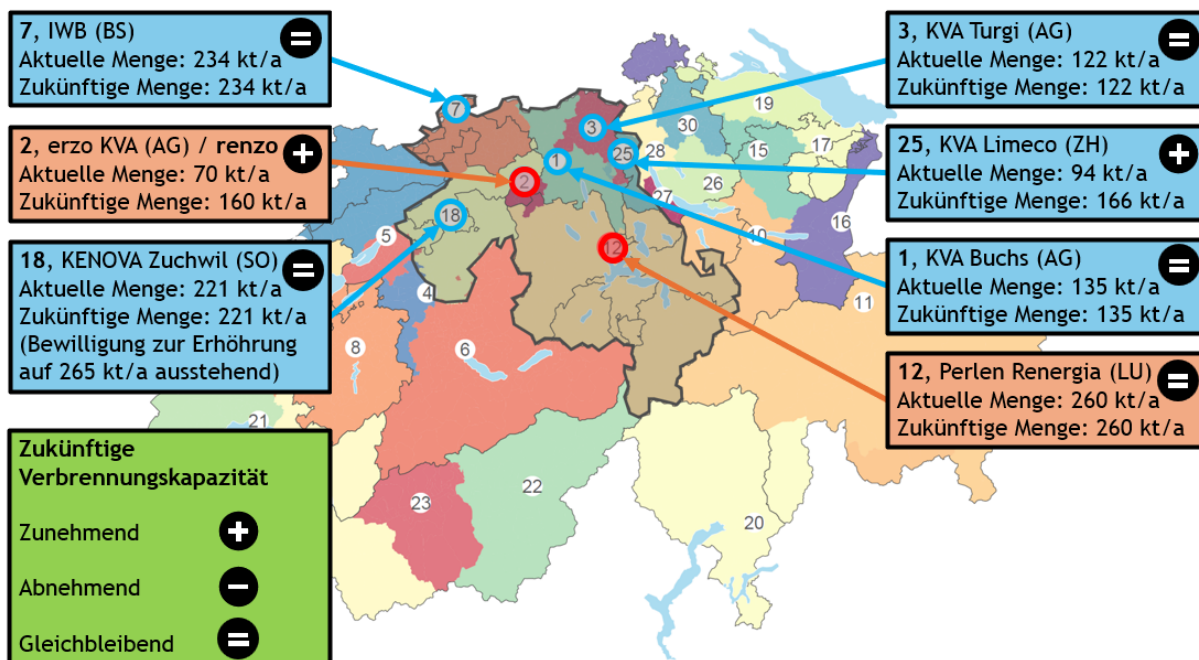 7, IWB (BS)
Aktuelle Menge: 234 kt/a
Zukünftige Menge: 234 kt/a
2, erzo KVA (AG) / renzo
Aktuelle Menge: 70 kt/a
Zukünftige Menge: 160 kt/a
18, KENOVA Zuchwil (SO)
Aktuelle Menge: 221 kt/a
Zukünftige Menge: 221 kt/a
(Bewilligung zur Erhöhrung
auf 265 kt/a ausstehend)
Zukünftige
Verbrennungskapazität
Zunehmend
Abnehmend
Gleichbleibend
3, KVA Turgi (AG)
Aktuelle Menge: 122 kt/a
Zukünftige Menge: 122 kt/a
25, KVA Limeco (ZH)
Aktuelle Menge: 94 kt/a
Zukünftige Menge: 166 kt/a
1, KVA Buchs (AG)
Aktuelle Menge: 135 kt/a
Zukünftige Menge: 135 kt/a
12, Perlen Renergia (LU)
Aktuelle Menge: 260 kt/a
Zukünftige Menge: 260 kt/a
7
3
30
19
1
25
28
15
17
2
26
27
18
16
5
12
10
4
11
8
6
21
22
23
20